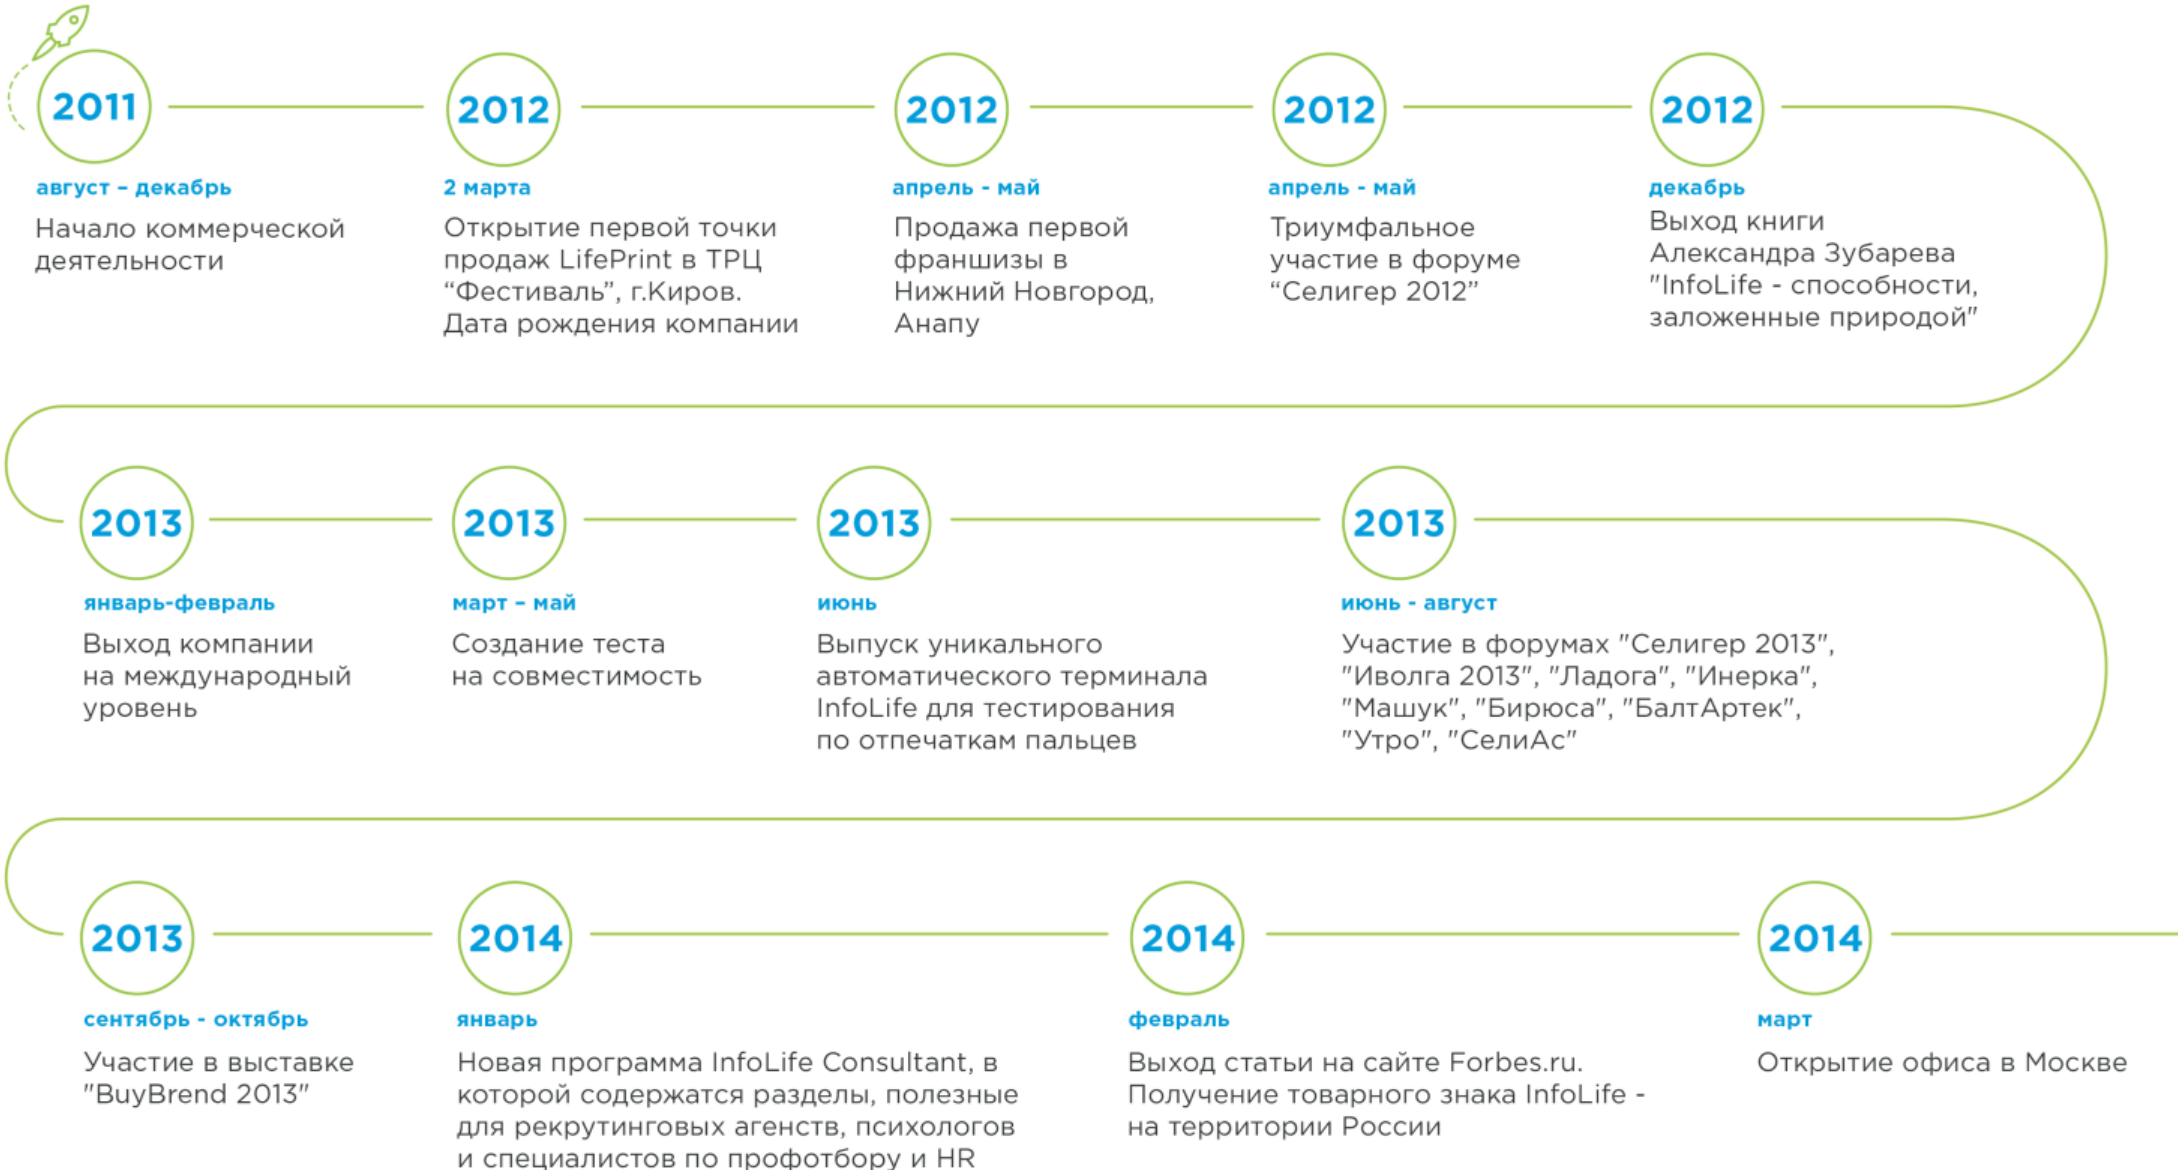 2011
август – декабрь
Начало коммерческой
деятельности
2012
2 марта
Открытие первой точки
продаж LifePrint в ТРЦ
“Фестиваль”, г.Киров.
Дата рождения компании
2012
апрель - май
Продажа первой
франшизы в
Нижний Новгород,
Анапу
2012
апрель - май
Триумфальное
участие в форуме
“Селигер 2012”
2012
декабрь
Выход книги
Александра Зубарева
"InfoLife - способности,
заложенные природой"
2013
январь-февраль
Выход компании
на международный
уровень
2013
март – май
Создание теста
на совместимость
2013
июнь
Выпуск уникального
автоматического терминала
InfoLife для тестирования
по отпечаткам пальцев
2013
июнь - август
Участие в форумах "Селигер 2013",
"Иволга 2013", "Ладога", "Инерка",
"Машук", "Бирюса", "БалтАртек",
"Утро", "СелиАс"
2013
сентябрь - октябрь
Участие в выставке
"BuyBrend 2013"
2014
январь
Новая программа InfoLife Consultant, в
которой содержатся разделы, полезные
для рекрутинговых агенств, психологов
и специалистов по профотбору и HR
2014
февраль
Выход статьи на сайте Forbes.ru.
Получение товарного знака InfoLife -
на территории России
2014
март
Открытие офиса в Москве